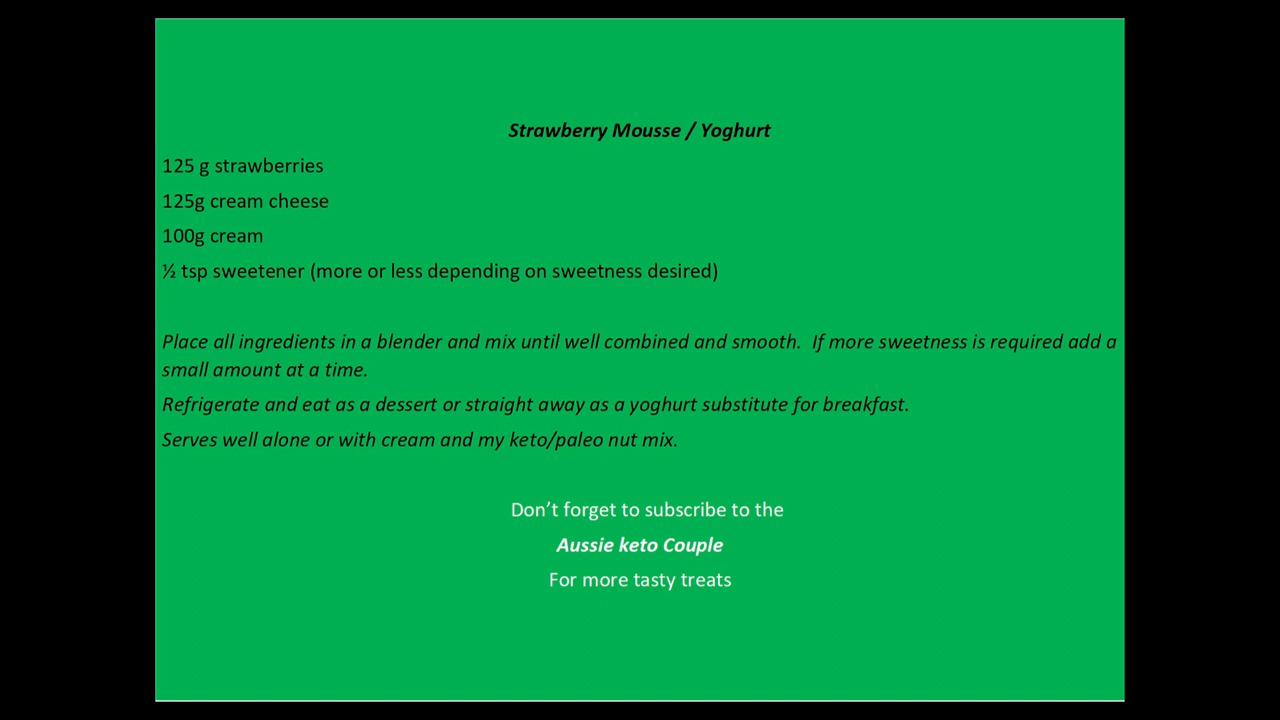 Strawberry Mousse / Yoghurt
125 g strawberries
125g cream cheese
100g cream
½ tsp sweetener (more or less depending on sweetness desired)
Place all ingredients in a blender and mix until well combined and smooth.  If more sweetness is required add a
small amount at a time.
Refrigerate and eat as a dessert or straight away as a yoghurt substitute for breakfast.
Serves well alone or with cream and my keto/paleo nut mix.
Don’t forget to subscribe to the
Aussie keto Couple
For more tasty treats